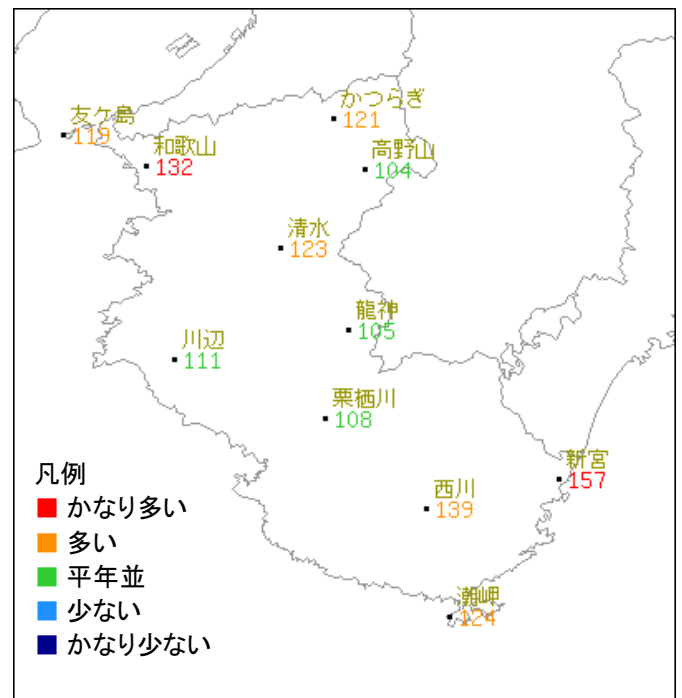 かつらぎ
121
友ケ島
119
和歌山
132
高野山
104
清水
123
龍神
105
川辺
111
栗栖川
108
新宮
157
西川
139
潮岬
124
凡例
かなり多い
多い
平年並
少ない
かなり少ない